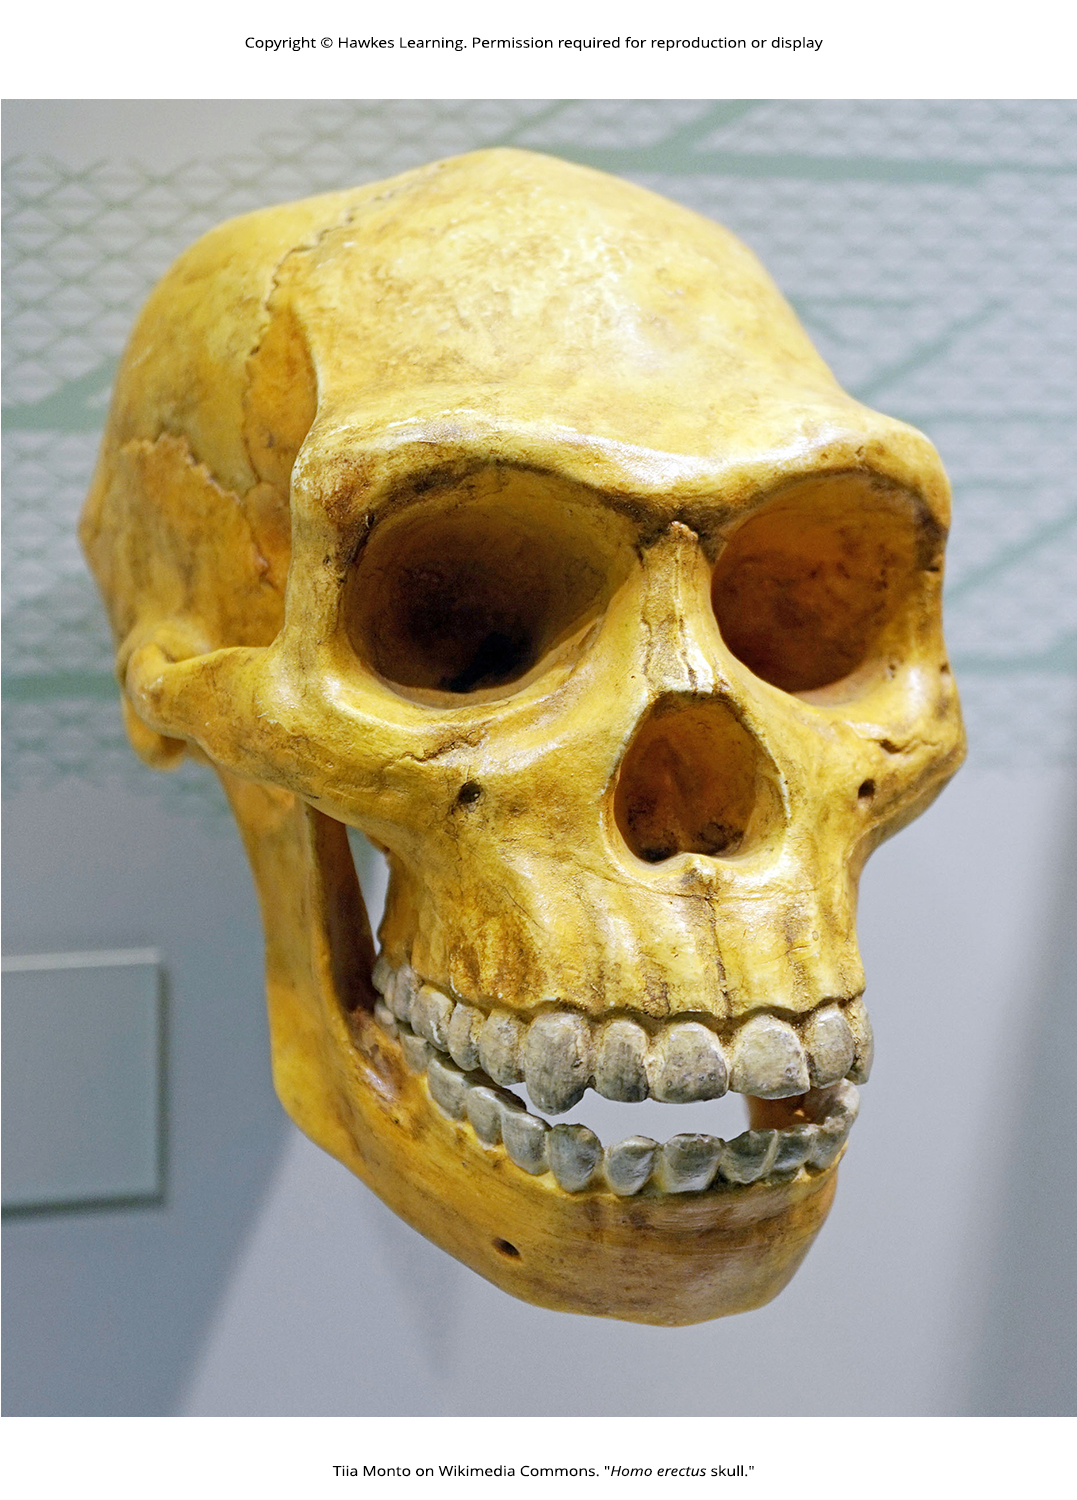 Copyright © Hawkes Learning. Permission required for reproduction or display
Tiia Monto on Wikimedia Commons. "Homo erectus skull."